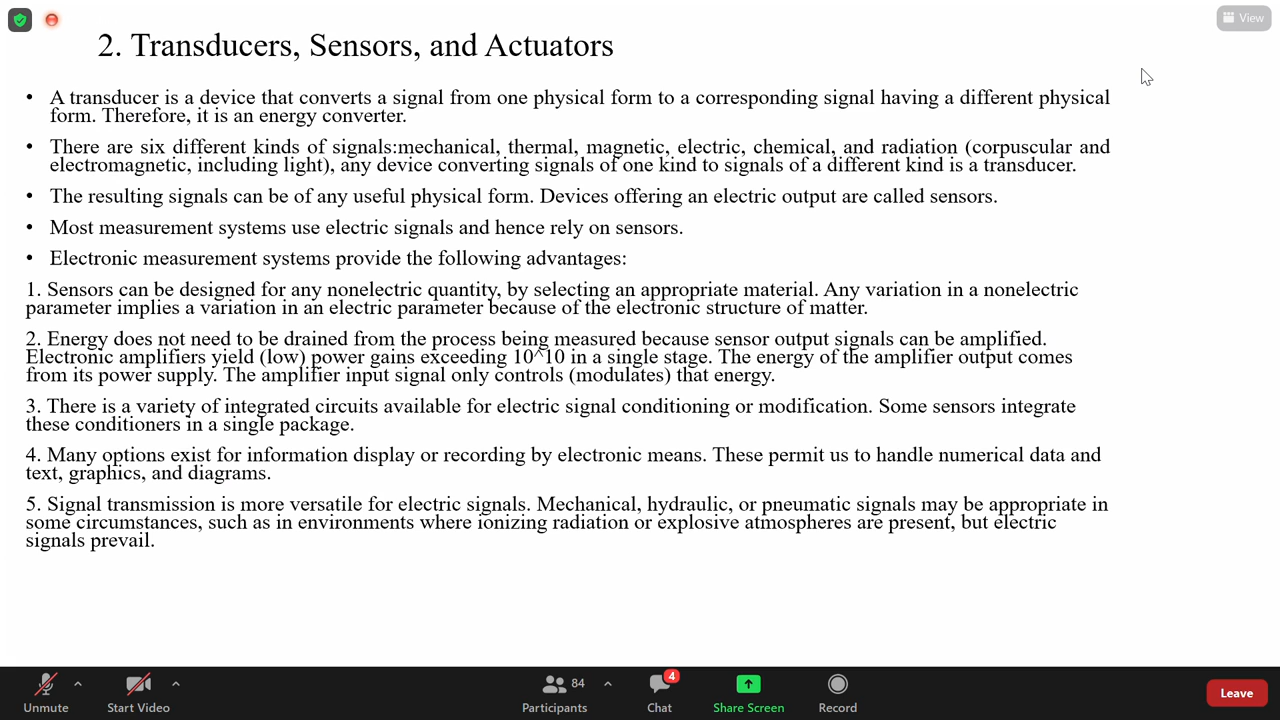 View
2. Transducers, Sensors, and Actuators
• A transducer is a device that converts a signal from one physical form to a corresponding signal having a different physical
form. Therefore, it is an energy converter.
• There are six different kinds of signals:mechanical, thermal, magnetic, electric, chemical, and radiation (corpuscular and
electromagnetic, including light), any device converting signals of one kind to signals of a different kind is a transducer.
• The resulting signals can be of any useful physical form. Devices offering an electric output are called sensors.
• Most measurement systems use electric signals and hence rely on sensors.
• Electronic measurement systems provide the following advantages:
1. Sensors can be designed for any nonelectric quantity, by selecting an appropriate material. Any variation in a nonelectric
parameter implies a variation in an electric parameter because of the electronic structure of matter.
2. Energy does not need to be drained from the process being measured because sensor output signals can be amplified.
Electronic amplifiers yield (low) power gains exceeding 10^10 in a single stage. The energy of the amplifier output comes
from its power supply. The amplifier input signal only controls (modulates) that energy.
3. There is a variety of integrated circuits available for electric signal conditioning or modification. Some sensors integrate
these conditioners in a single package.
4. Many options exist for information display or recording by electronic means. These permit us to handle numerical data and
text, graphics, and diagrams.
5. Signal transmission is more versatile for electric signals. Mechanical, hydraulic, or pneumatic signals may be appropriate in
some circumstances, such as in environments where ionizing radiation or explosive atmospheres are present, but electric
signals prevail.
84
4
Unmute
Start Video
Participants
Chat
Share Screen
Record
Leave